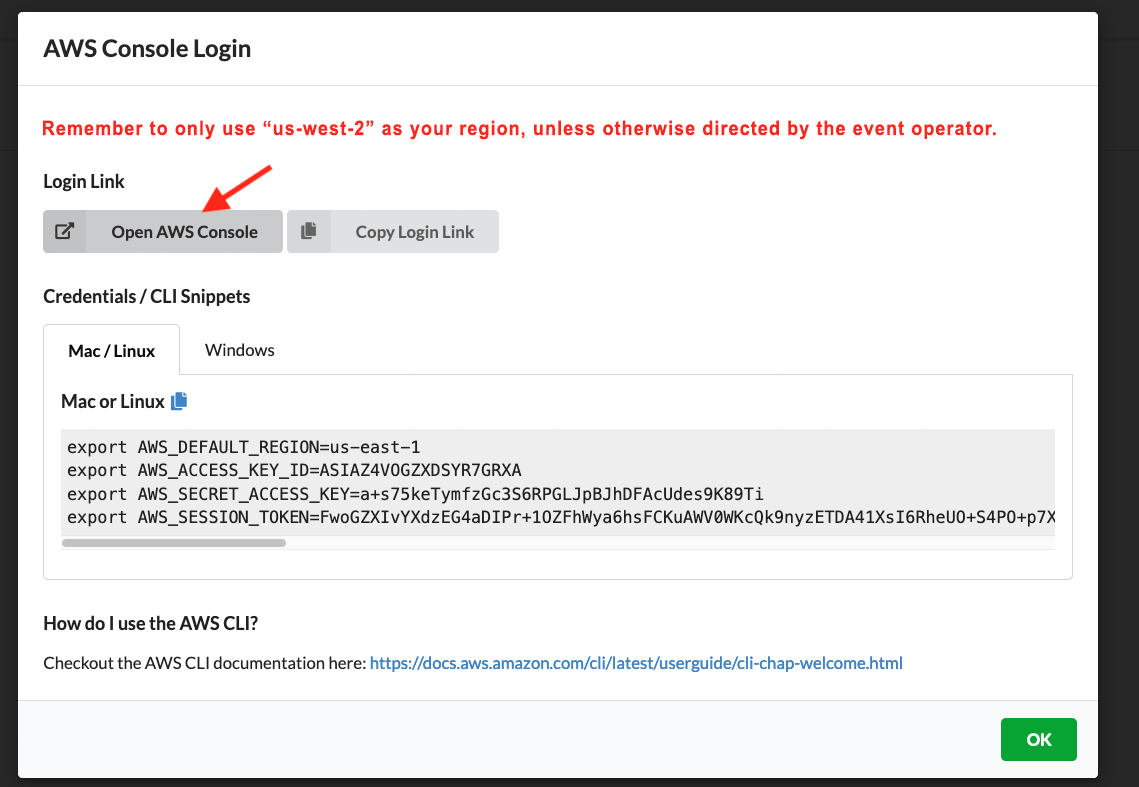 AWS Console Login
Remember to only use “us-west-2” as your region, unless otherwise directed by the event operator.
Login Link
Open AWS Console
Copy Login Link
Credentials / CLI Snippets
Mac / Linux
Windows
Mac or Linux
export AWS_DEFAULT_REGION=us-east-1
export AWS_ACCESS_KEY_ID=ASIAZ4VOGZXDSYR7GRXA
export AWS_SECRET_ACCESS_KEY=a+s75keTymfzGc3S6RPGLJpBJhDFAcUdes9K89Ti
export AWS_SESSION_TOKEN=FwoGZXIvYXdzEG4aDIPr+1OZFhWya6hsFCKuAWV0WKcQk9nyzETDA41XsI6RheUO+S4PO+p7X
How do I use the AWS CLI?
Checkout the AWS CLI documentation here: https://docs.aws.amazon.com/cli/latest/userguide/cli-chap-welcome.html
OK